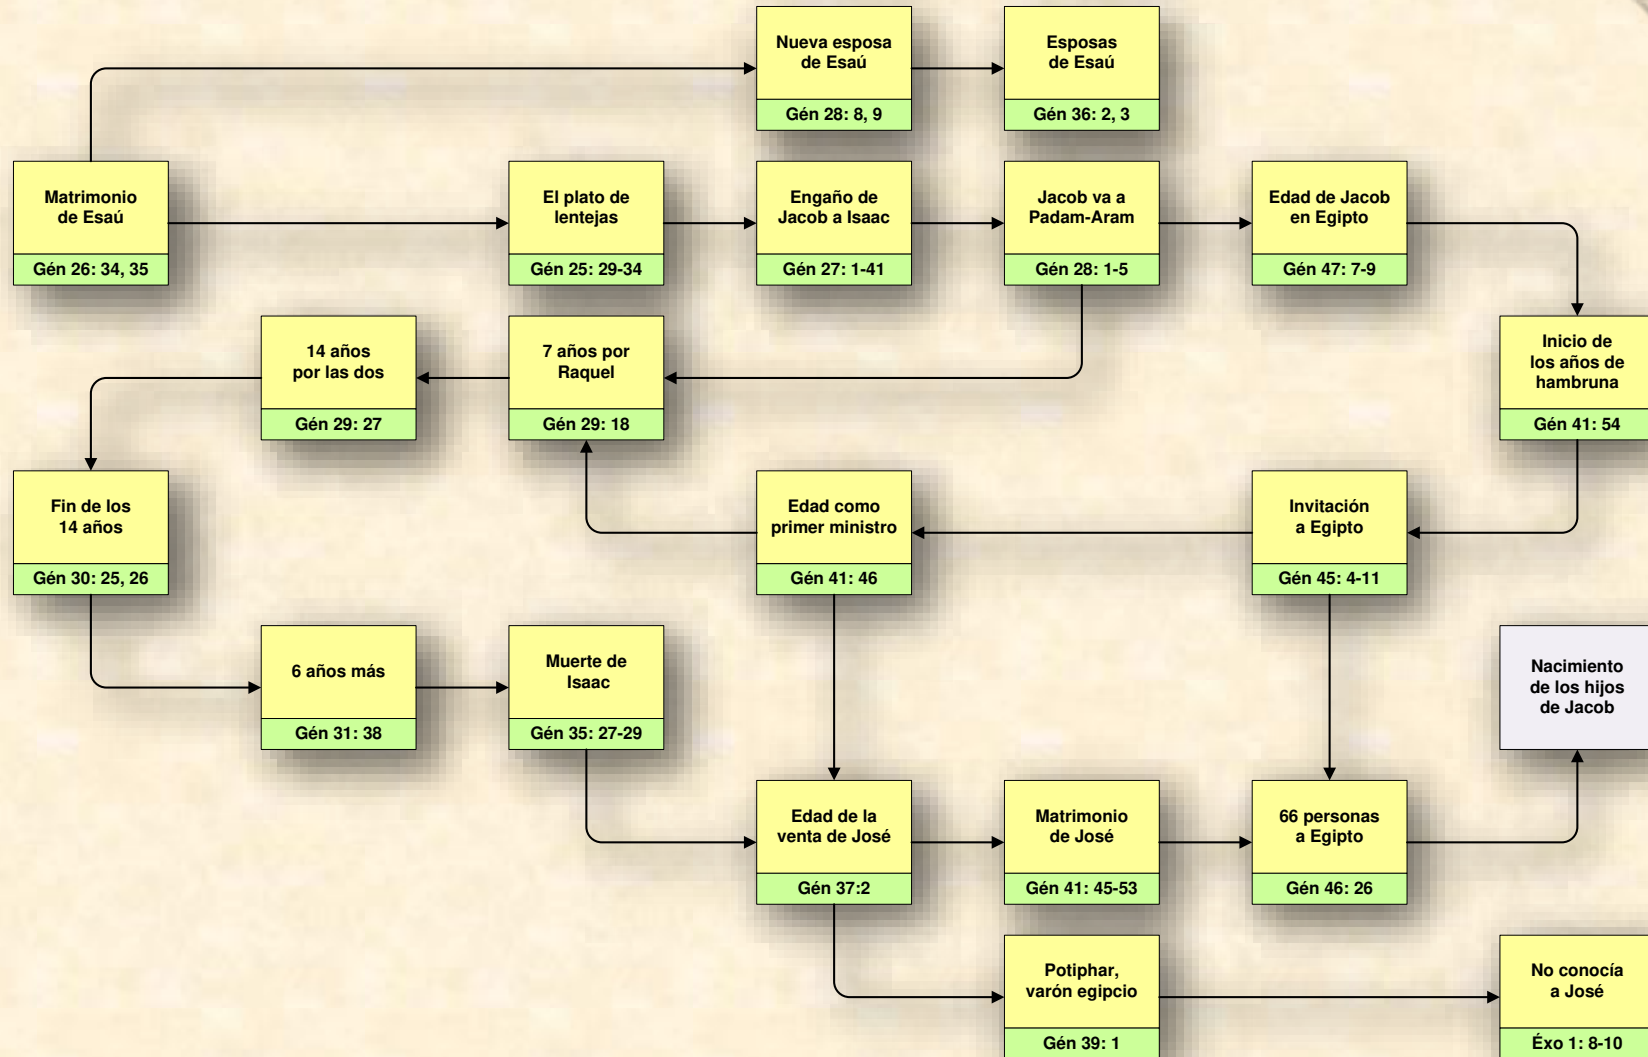 Nueva esposa
de Esaú
Gén 28: 8, 9
Esposas
de Esaú
Gén 36: 2, 3
Matrimonio
de Esaú
Gén 26: 34, 35
El plato de
lentejas
Gén 25: 29-34
Engaño de
Jacob a Isaac
Gén 27: 1-41
Jacob va a
Padam-Aram
Gén 28: 1-5
Edad de Jacob
en Egipto
Gén 47: 7-9
14 años
por las dos
Gén 29: 27
7 años por
Raquel
Gén 29: 18
Inicio de
los años de
hambruna
Gén 41: 54
Fin de los
14 años
Gén 30: 25, 26
Edad como
primer ministro
Gén 41: 46
Invitación
a Egipto
Gén 45: 4-11
6 años más
Gén 31: 38
Muerte de
Isaac
Gén 35: 27-29
Nacimiento
de los hijos
de Jacob
Edad de la
venta de José
Gén 37:2
Matrimonio
de José
Gén 41: 45-53
66 personas
a Egipto
Gén 46: 26
Potiphar,
varón egipcio
Gén 39: 1
No conocía
a José
Éxo 1: 8-10